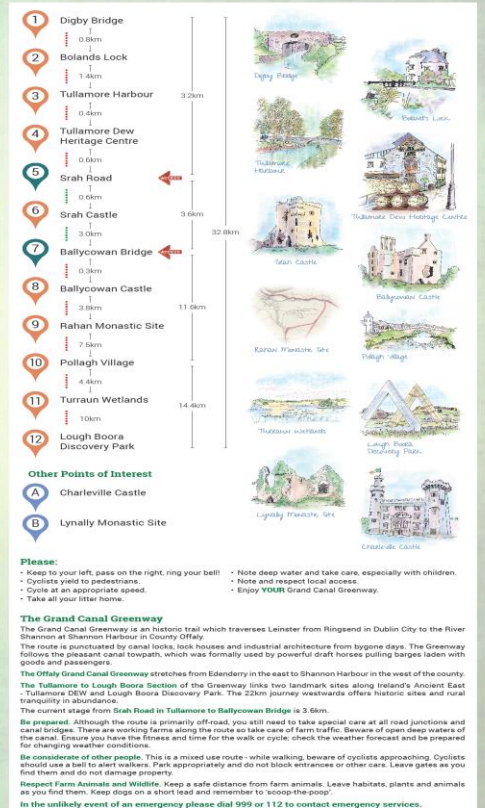 1
Digby Bridge
0.8km
2
Bolands Lock
1.4km
3
Tullamore Harbour
0.4km
4
Tullamore Dew
Heritage Centre
0.6km
5
Srah Road
0.6km
6
Srah Castle
3.0km
7
Ballycowan Bridge
0.3km
8
Ballycowan Castle
3.8km
9
Rahan Monastic Site
7.5km
10
Pollagh Village
4.4km
11
Turraun Wetlands
10km
12
Lough Boora
Discovery Park
3.2km
3.6km
11.6km
14.4km
32.8km
Digby Bridge
Boland's Lock
Tullamore
Harbour
Tullamore Dew Heritage Centre
Srah Castle
Ballycowan Castle
Rahan Monastic Site
Pollagh Village
Turraun Wetlands
Lough Boora
Discovery Park
Lynally Monastic Site
Charleville Castle
Other Points of Interest
A
Charleville Castle
B
Lynally Monastic Site
Please:
• Keep to your left, pass on the right, ring your bell!
• Cyclists yield to pedestrians.
• Cycle at an appropriate speed.
• Take all your litter home.
• Note deep water and take care, especially with children.
• Note and respect local access.
• Enjoy YOUR Grand Canal Greenway.
The Grand Canal Greenway
The Grand Canal Greenway is an historic trail which traverses Leinster from Ringsend in Dublin City to the River
Shannon at Shannon Harbour in County Offaly.
The route is punctuated by canal locks, lock houses and industrial architecture from bygone days. The Greenway
follows the pleasant canal towpath, which was formally used by powerful draft horses pulling barges laden with
goods and passengers.
The Offaly Grand Canal Greenway stretches from Edenderry in the east to Shannon Harbour in the west of the county.
The Tullamore to Lough Boora Section of the Greenway links two landmark sites along Ireland's Ancient East
- Tullamore DEW and Lough Boora Discovery Park. The 22km journey westwards offers historic sites and rural
tranquility in abundance.
The current stage from Srah Road in Tullamore to Ballycowan Bridge is 3.6km.
Be prepared. Although the route is primarily off-road, you still need to take special care at all road junctions and
canal bridges. There are working farms along the route so take care of farm traffic. Beware of open deep waters of
the canal. Ensure you have the fitness and time for the walk or cycle; check the weather forecast and be prepared
for changing weather conditions.
Be considerate of other people. This is a mixed use route - while walking, beware of cyclists approaching. Cyclists
should use a bell to alert walkers. Park appropriately and do not block entrances or other cars. Leave gates as you
find them and do not damage property.
Respect Farm Animals and Wildlife. Keep a safe distance from farm animals. Leave habitats, plants and animals
as you find them. Keep dogs on a short lead and remember to 'scoop-the-poop'.
In the unlikely event of an emergency please dial 999 or 112 to contact emergency services.